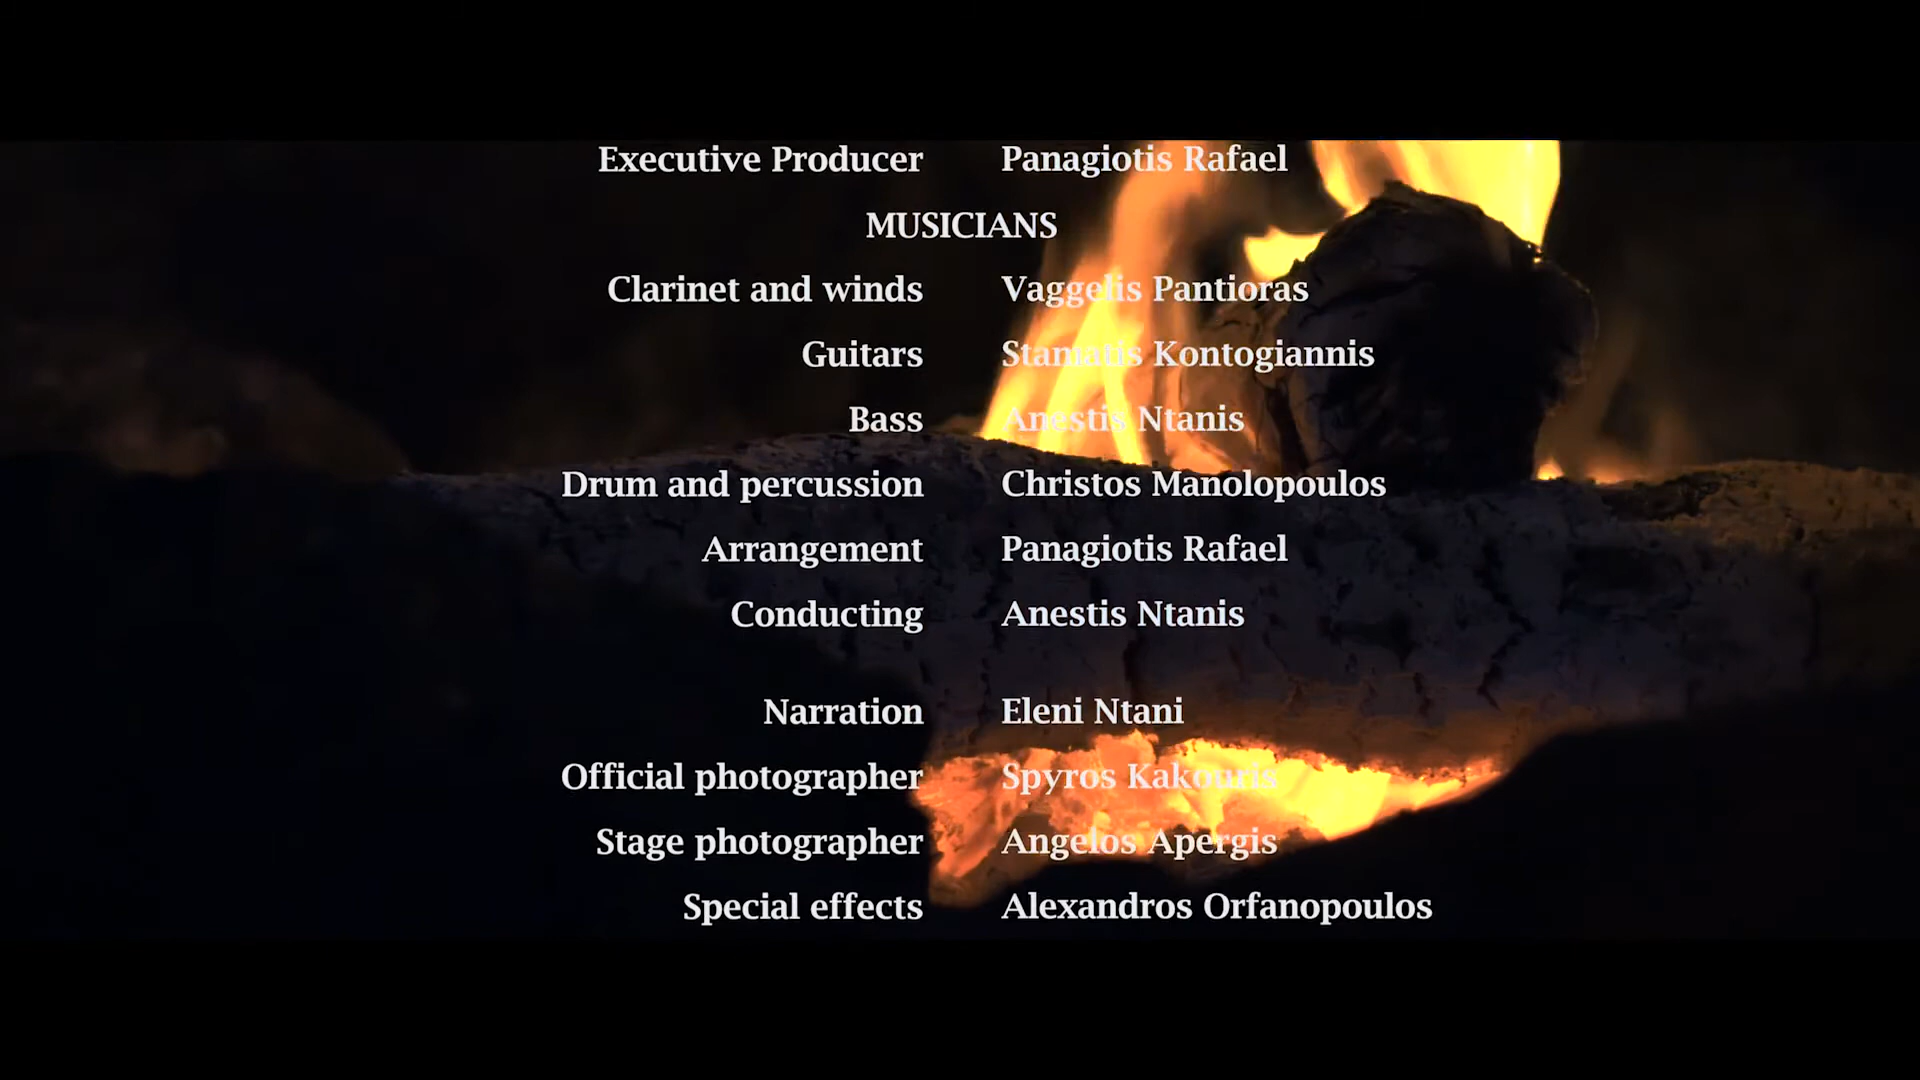 Executive Producer Panagiotis Rafael
MUSICIANS
Clarinet and winds Vaggelis Pantioras
Guitars Stamatis Kontogiannis
Bass Anestis Ntanis
Drum and percussion Christos Manolopoulos
Arrangement Panagiotis Rafael
Conducting Anestis Ntanis
Narration Eleni Ntani
Official photographer Spyros Kakouris
Stage photographer Angelos Apergis
Special effects Alexandros Orfanopoulos